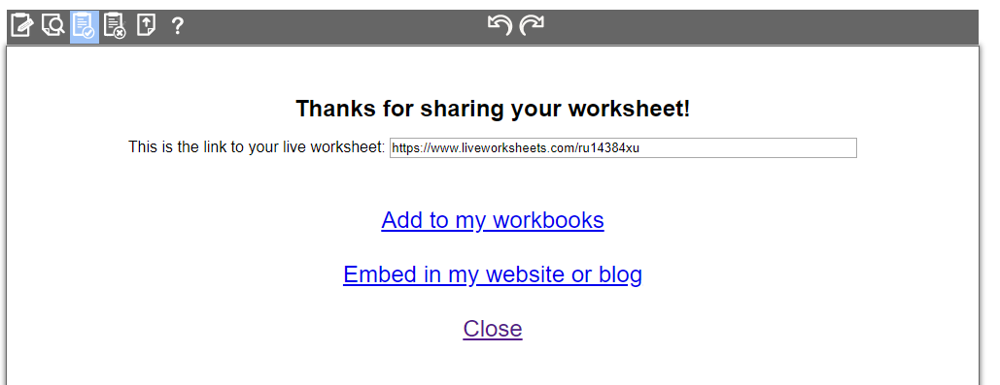 ?
Thanks for sharing your worksheet!
This is the link to your live worksheet: https://www.liveworksheets.com/ru14384xu
Add to my workbooks
Embed in my website or blog
Close